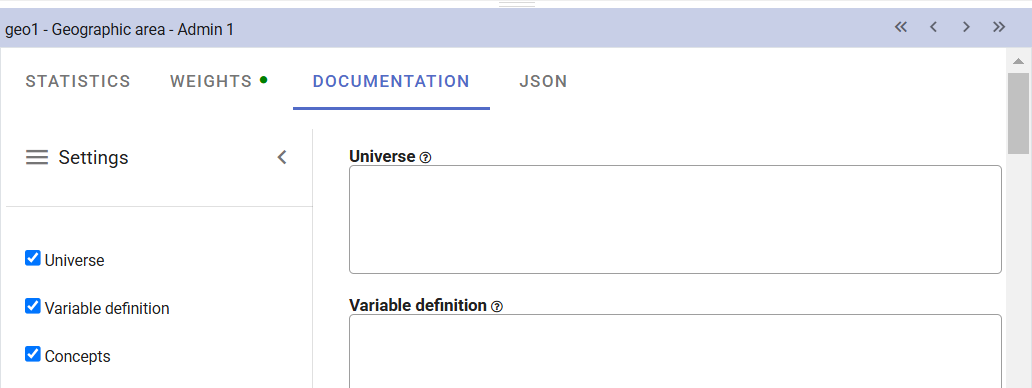 geo1 - Geographic area - Admin 1
STATISTICS WEIGHTS DOCUMENTATION JSON
Settings
Universe
Variable definition
Concepts
Universe
Variable definition